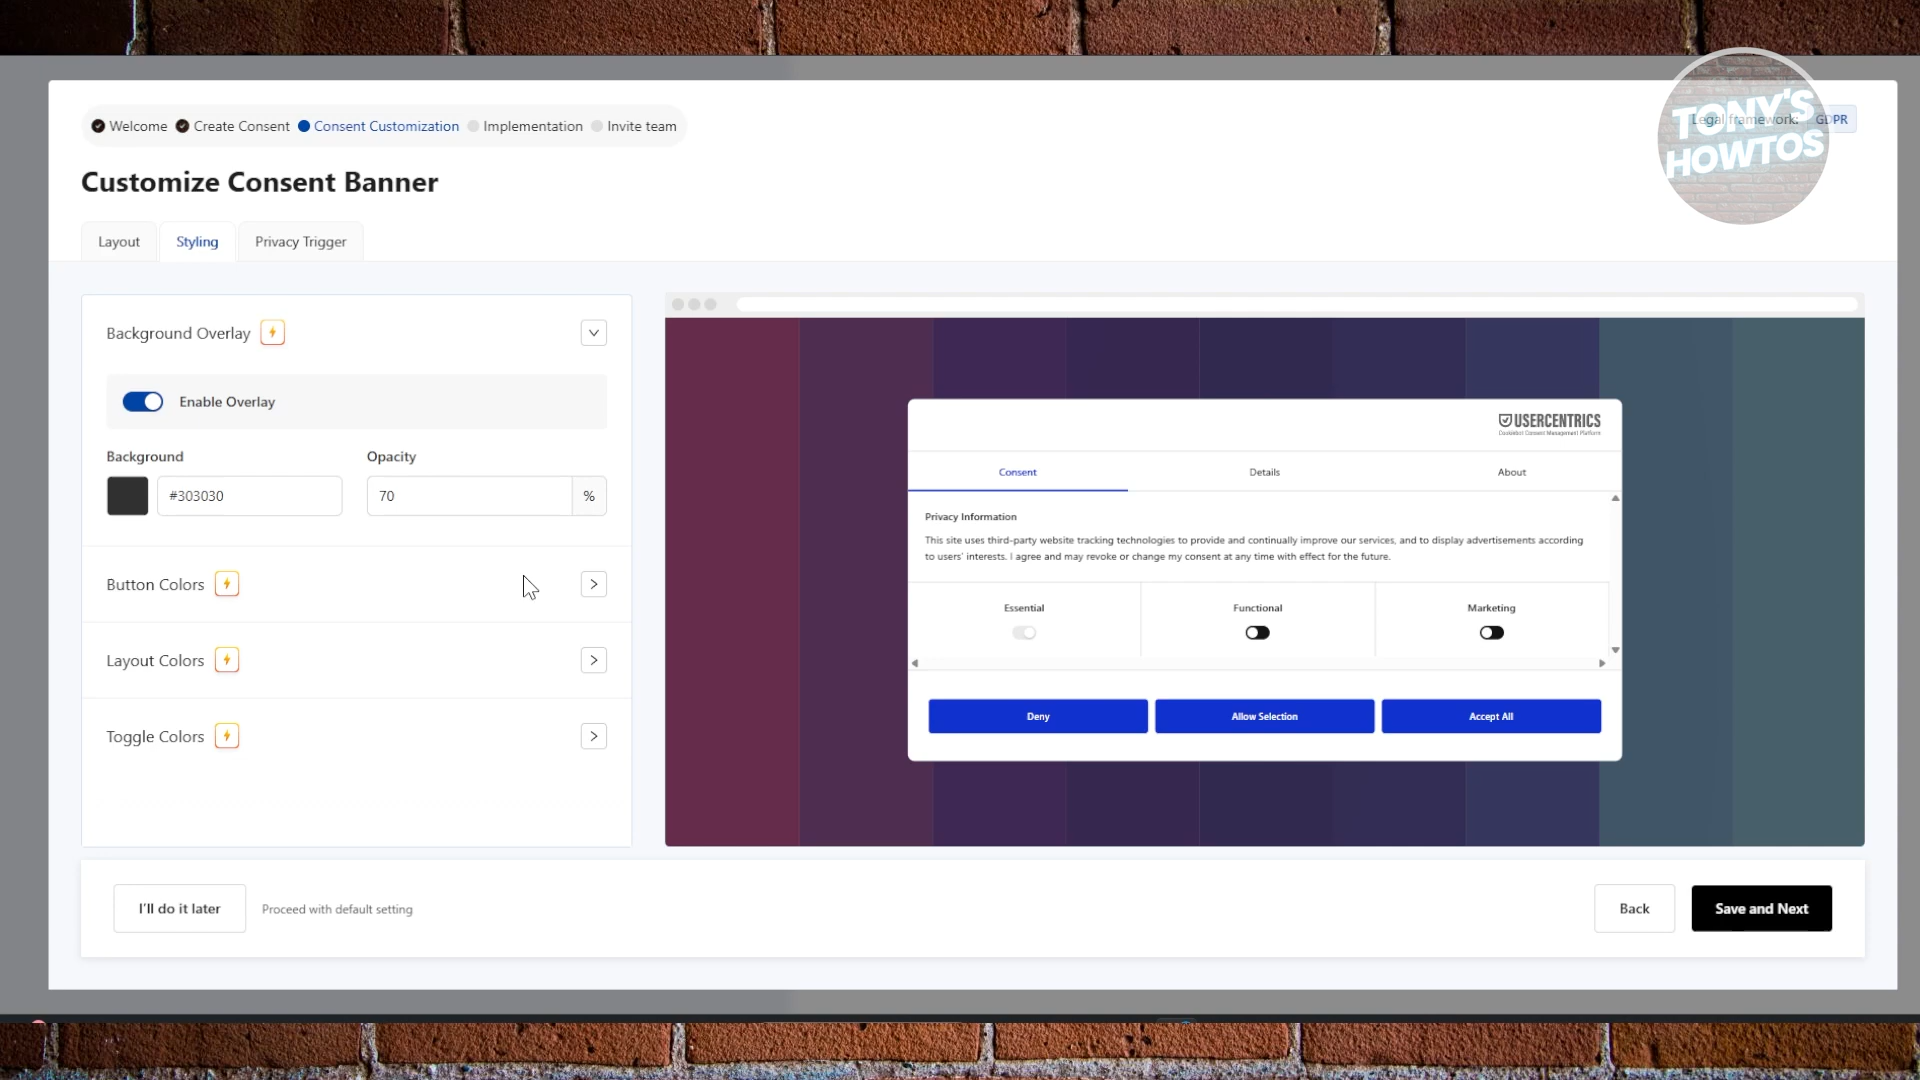 Welcome Create Consent Consent Customization Implementation Invite team
Legal framework: GDPR
TONY'S
HOWTOS
Customize Consent Banner
Layout Styling Privacy Trigger
Background Overlay
Enable Overlay
Background Opacity
#303030 70 %
Button Colors
Layout Colors
Toggle Colors
USERCENTRICS
Cookiebot Consent Management Platform
Consent Details About
Privacy Information
This site uses third-party website tracking technologies to provide and continually improve our services, and to display advertisements according
to users' interests. I agree and may revoke or change my consent at any time with effect for the future.
Essential Functional Marketing
Deny Allow Selection Accept All
I'll do it later Proceed with default setting Back Save and Next